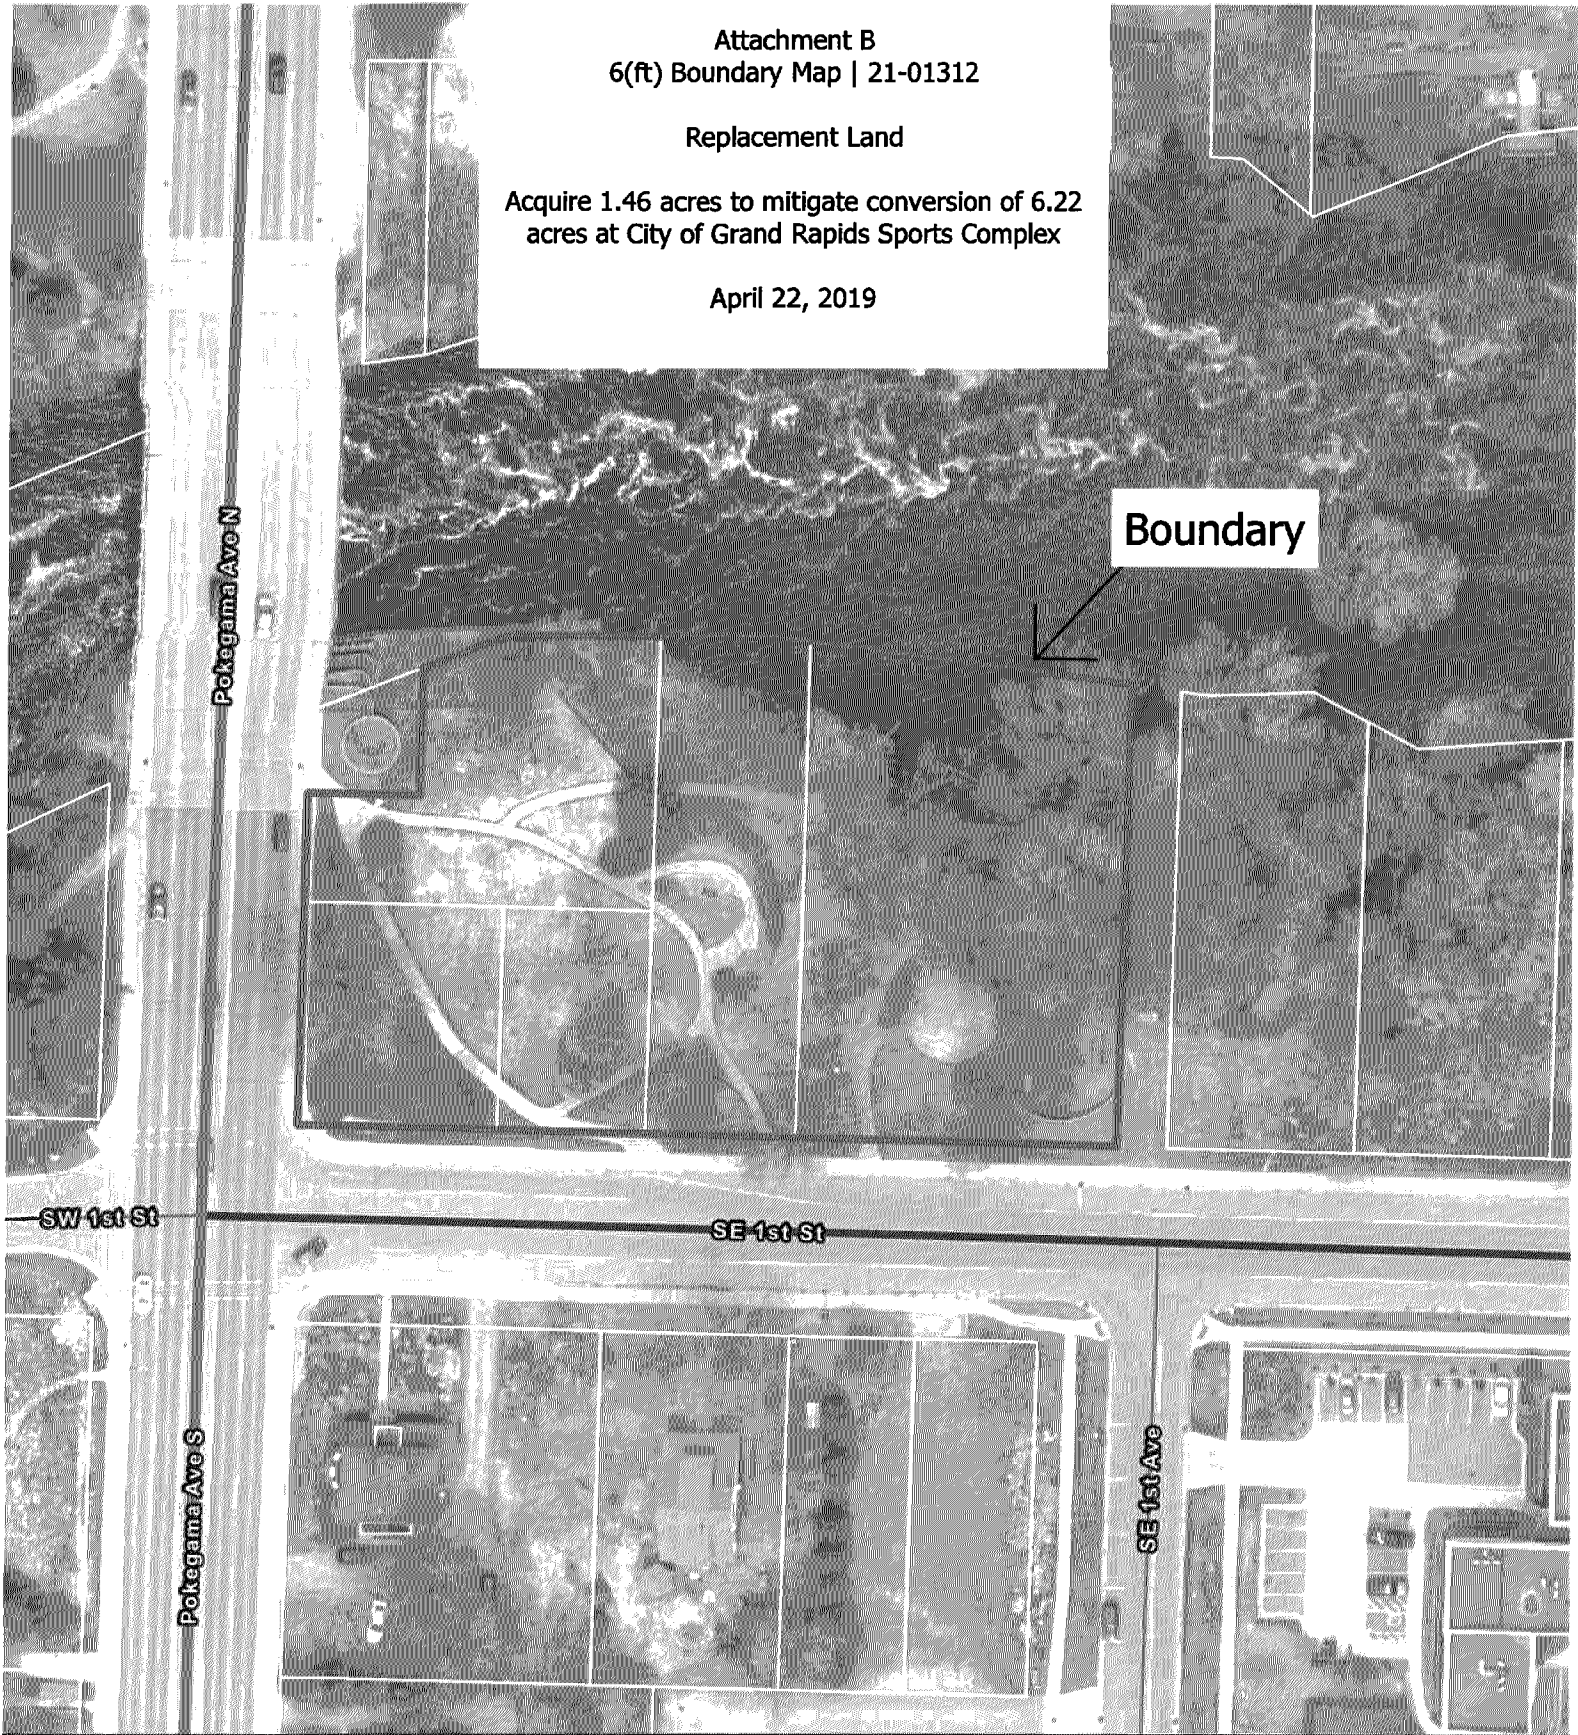 Attachment B
6(ft) Boundary Map | 21-01312
Replacement Land
Acquire 1.46 acres to mitigate conversion of 6.22
acres at City of Grand Rapids Sports Complex
April 22, 2019
Boundary
Pokegama Ave N
SW 1st St
SE 1st St
Pokegama Ave S
SE 1st Ave